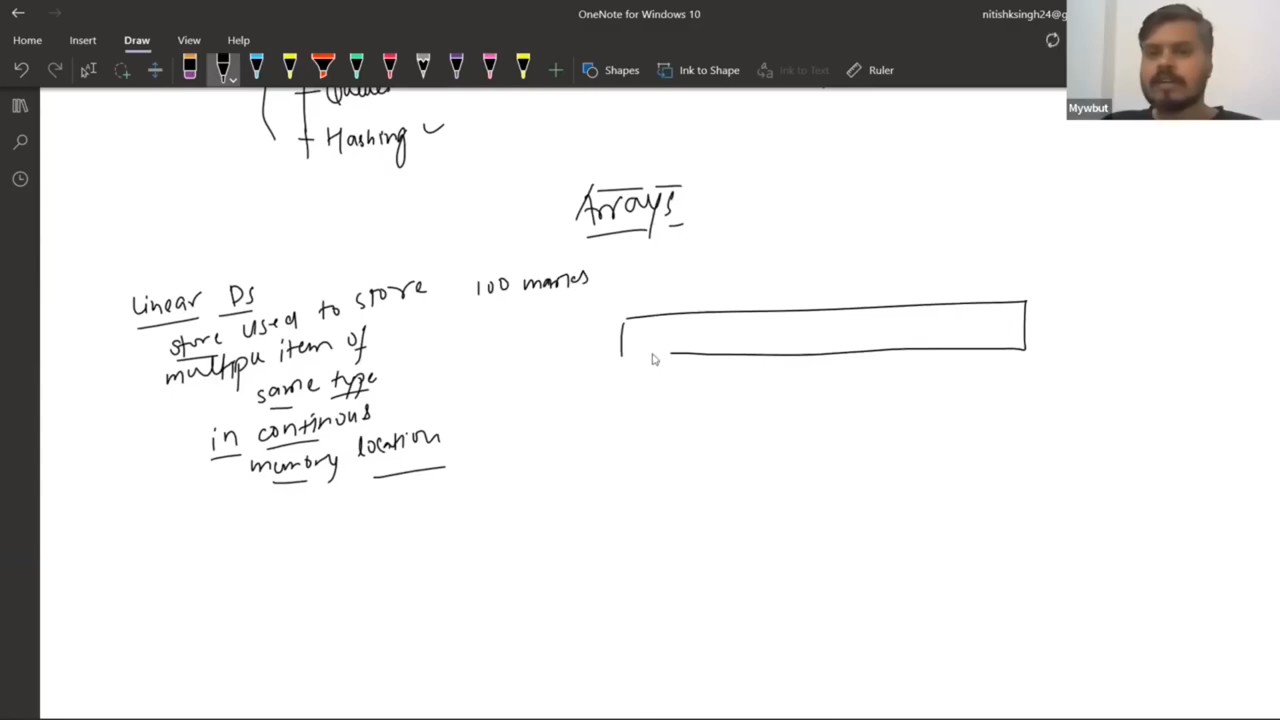 OneNote for Windows 10
nitishksingh24@g
Home Insert Draw View Help
Shapes Ink to Shape Ink to Text Ruler
Mywbut
Hashing
Arrays
Linear DS
store used to store
multiple item of
same type
in continous
memory location
100 marks